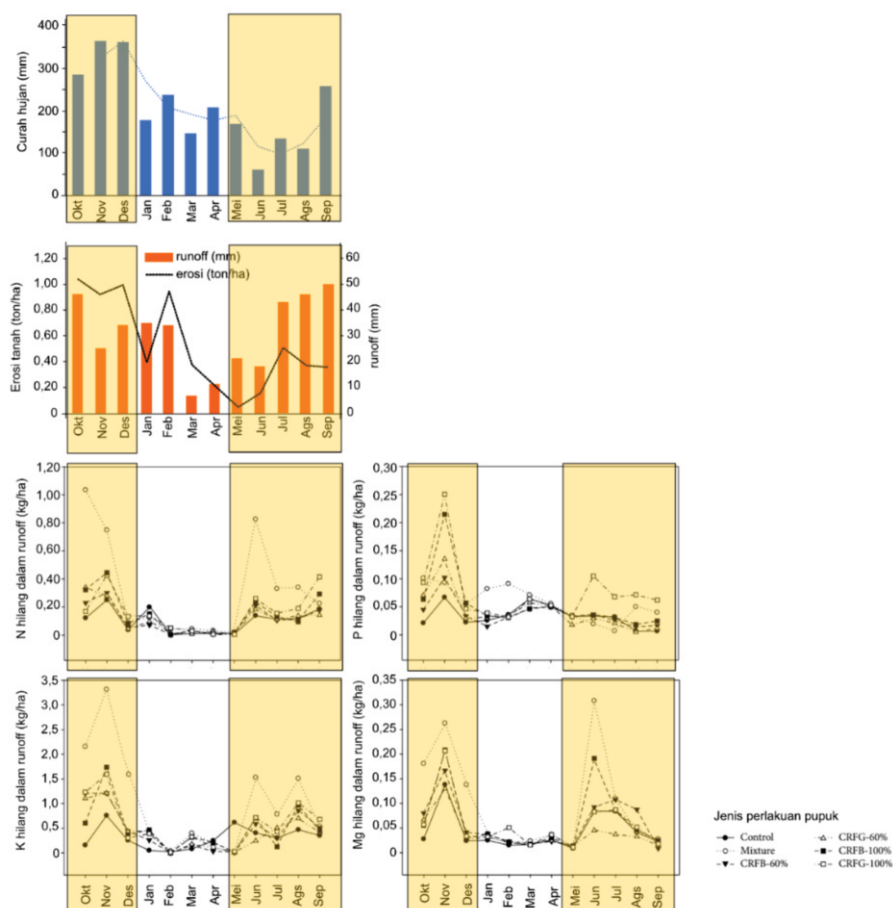 Curah hujan (mm)
400
350
300
250
200
150
100
50
0
Okt Nov Des Jan Feb Mar Apr Mei Jun Jul Ags Sep
Erosi tanah (ton/ha)
1,20
1,00
0,80
0,60
0,40
0,20
0
runoff (mm)
erosi (ton/ha)
60
50
40
30
20
10
0
runoff (mm)
Okt Nov Des Jan Feb Mar Apr Mei Jun Jul Ags Sep
N hilang dalam runoff (kg/ha)
1,20
1,00
0,80
0,60
0,40
0,20
0
P hilang dalam runoff (kg/ha)
0,30
0,25
0,20
0,15
0,10
0,05
0
K hilang dalam runoff (kg/ha)
3,5
3,0
2,5
2,0
1,5
1,0
0,5
0
Okt Nov Des Jan Feb Mar Apr Mei Jun Jul Ags Sep
Mg hilang dalam runoff (kg/ha)
0,35
0,30
0,25
0,20
0,15
0,10
0,05
0
Okt Nov Des Jan Feb Mar Apr Mei Jun Jul Ags Sep
Jenis perlakuan pupuk
Control
Mixture
CRFB-60%
CRFG-60%
CRFB-100%
CRFG-100%